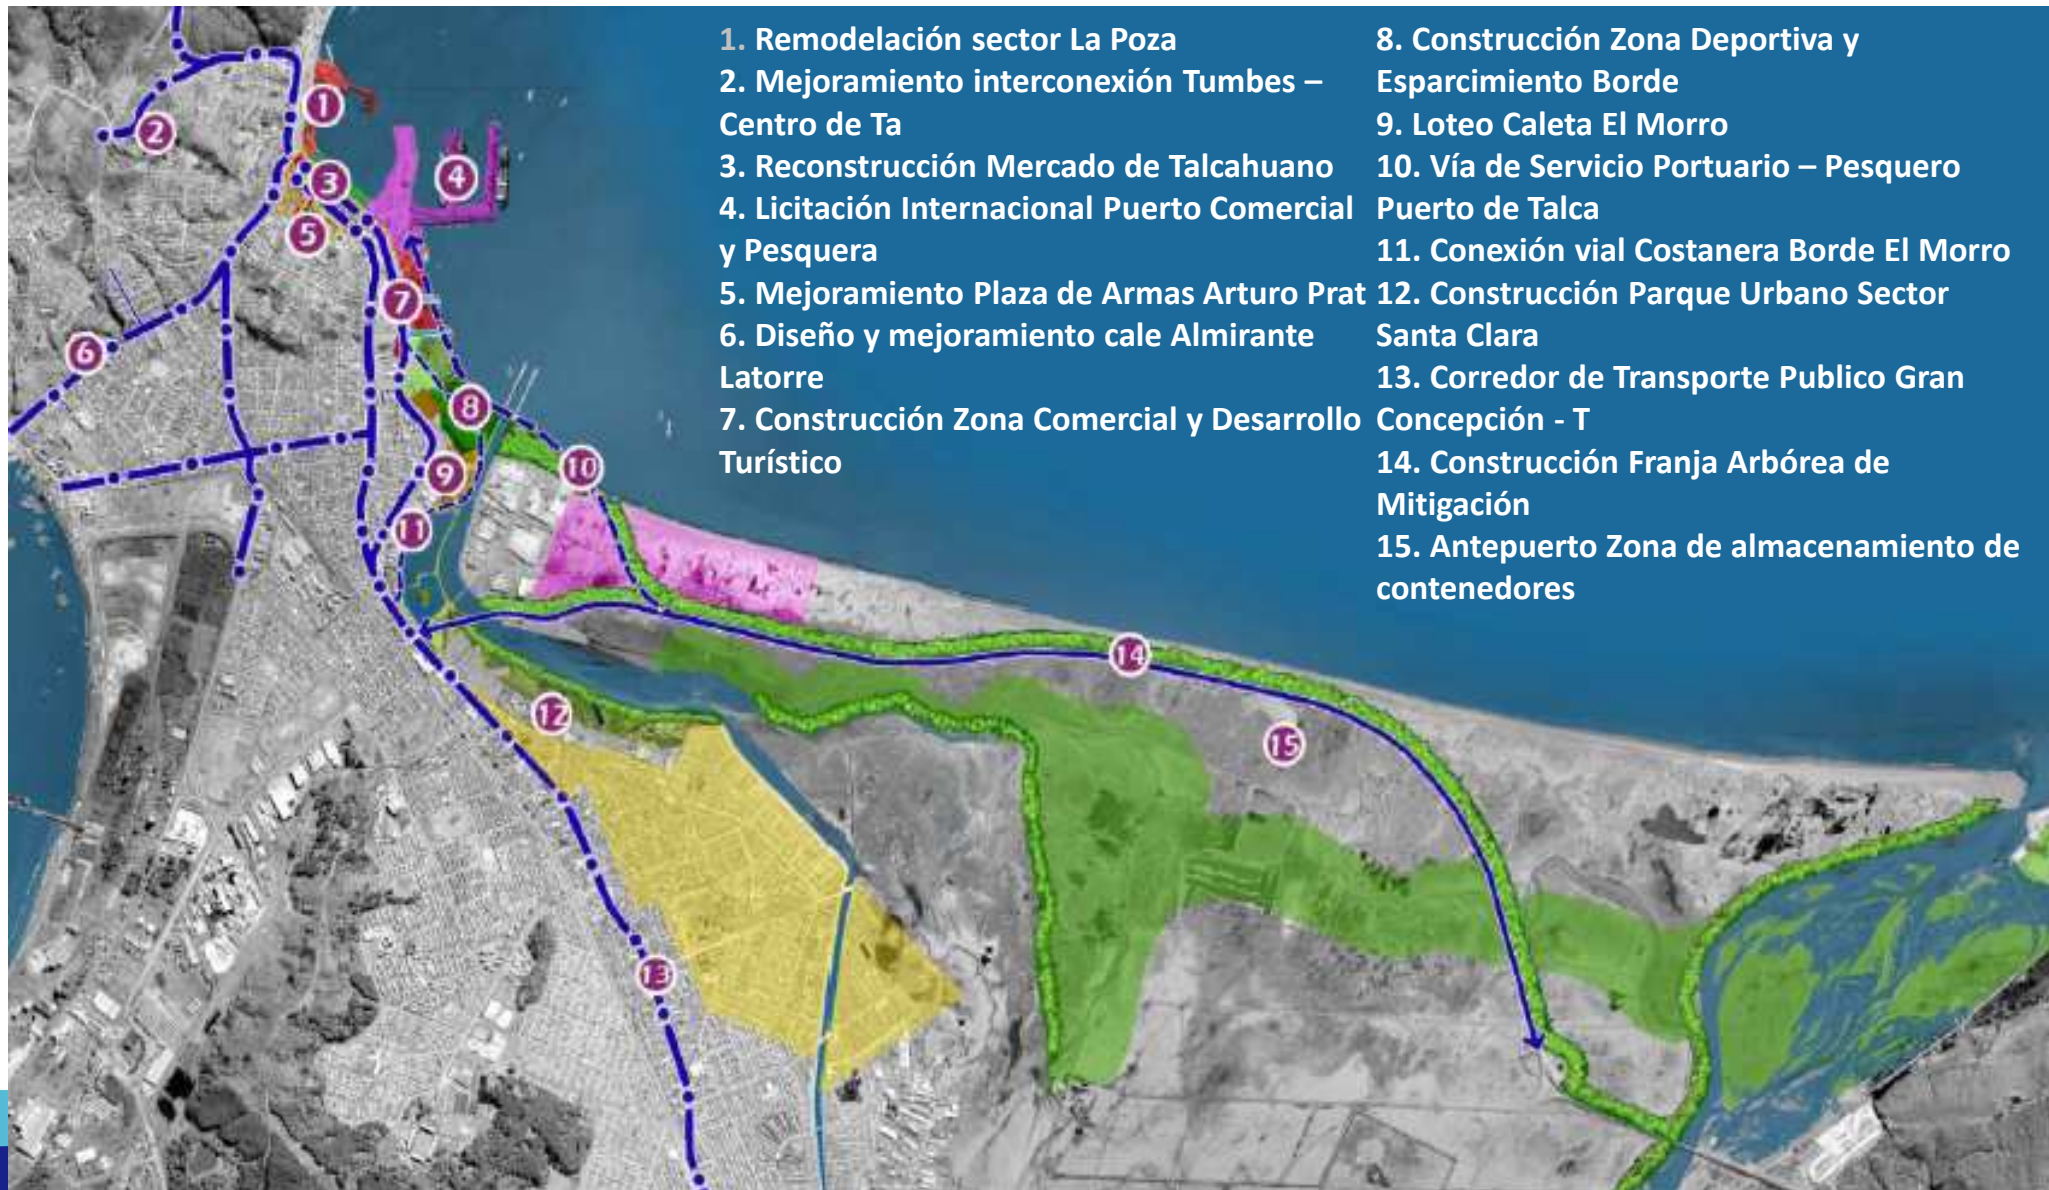 1. Remodelación sector La Poza
2. Mejoramiento interconexión Tumbes –
Centro de Ta
3. Reconstrucción Mercado de Talcahuano
4. Licitación Internacional Puerto Comercial
y Pesquera
5. Mejoramiento Plaza de Armas Arturo Prat
6. Diseño y mejoramiento cale Almirante
Latorre
7. Construcción Zona Comercial y Desarrollo
Turístico
8. Construcción Zona Deportiva y
Esparcimiento Borde
9. Loteo Caleta El Morro
10. Vía de Servicio Portuario – Pesquero
Puerto de Talca
11. Conexión vial Costanera Borde El Morro
12. Construcción Parque Urbano Sector
Santa Clara
13. Corredor de Transporte Publico Gran
Concepción - T
14. Construcción Franja Arbórea de
Mitigación
15. Antepuerto Zona de almacenamiento de
contenedores
1
2
3
4
5
6
7
8
9
10
11
12
13
14
15